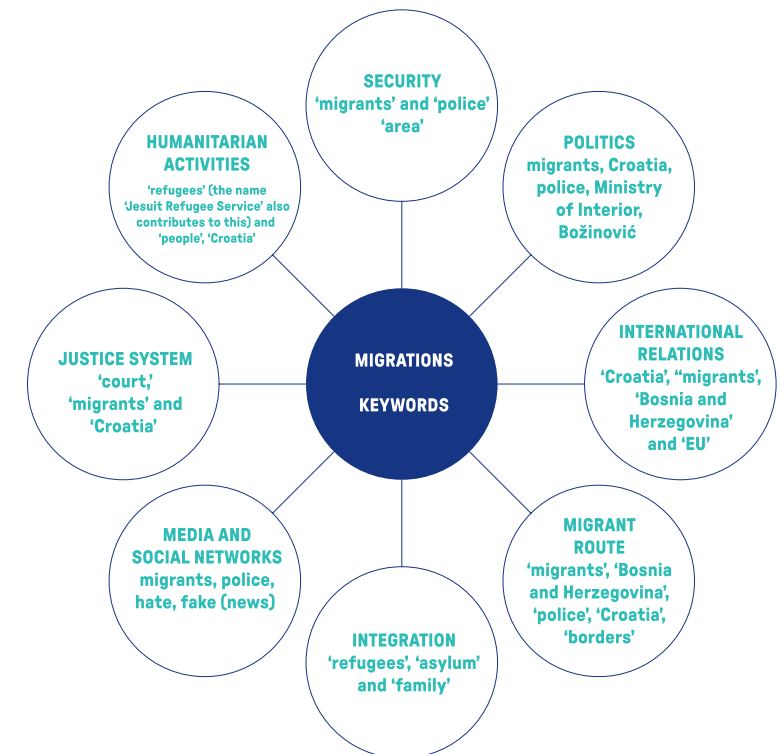 SECURITY
‘migrants’ and ‘police’
‘area’
POLITICS
migrants, Croatia,
police, Ministry
of Interior,
Božinović
INTERNATIONAL
RELATIONS
‘Croatia’, “migrants’,
‘Bosnia and
Herzegovina’
and ‘EU’
MIGRANT
ROUTE
‘migrants’, ‘Bosnia
and Herzegovina’,
‘police’, ‘Croatia’,
‘borders’
INTEGRATION
‘refugees’, ‘asylum’
and ‘family’
MEDIA AND
SOCIAL NETWORKS
migrants, police,
hate, fake (news)
JUSTICE SYSTEM
‘court,’
‘migrants’ and
‘Croatia’
HUMANITARIAN
ACTIVITIES
‘refugees’ (the name
‘Jesuit Refugee Service’ also
contributes to this) and
‘people’, ‘Croatia’
MIGRATIONS
KEYWORDS